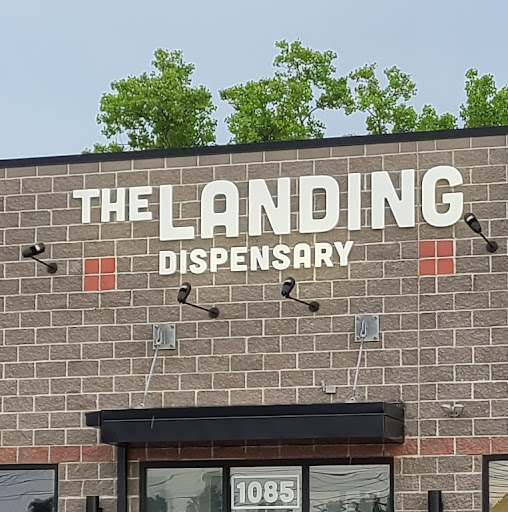 THE LANDING
DISPENSARY
1085